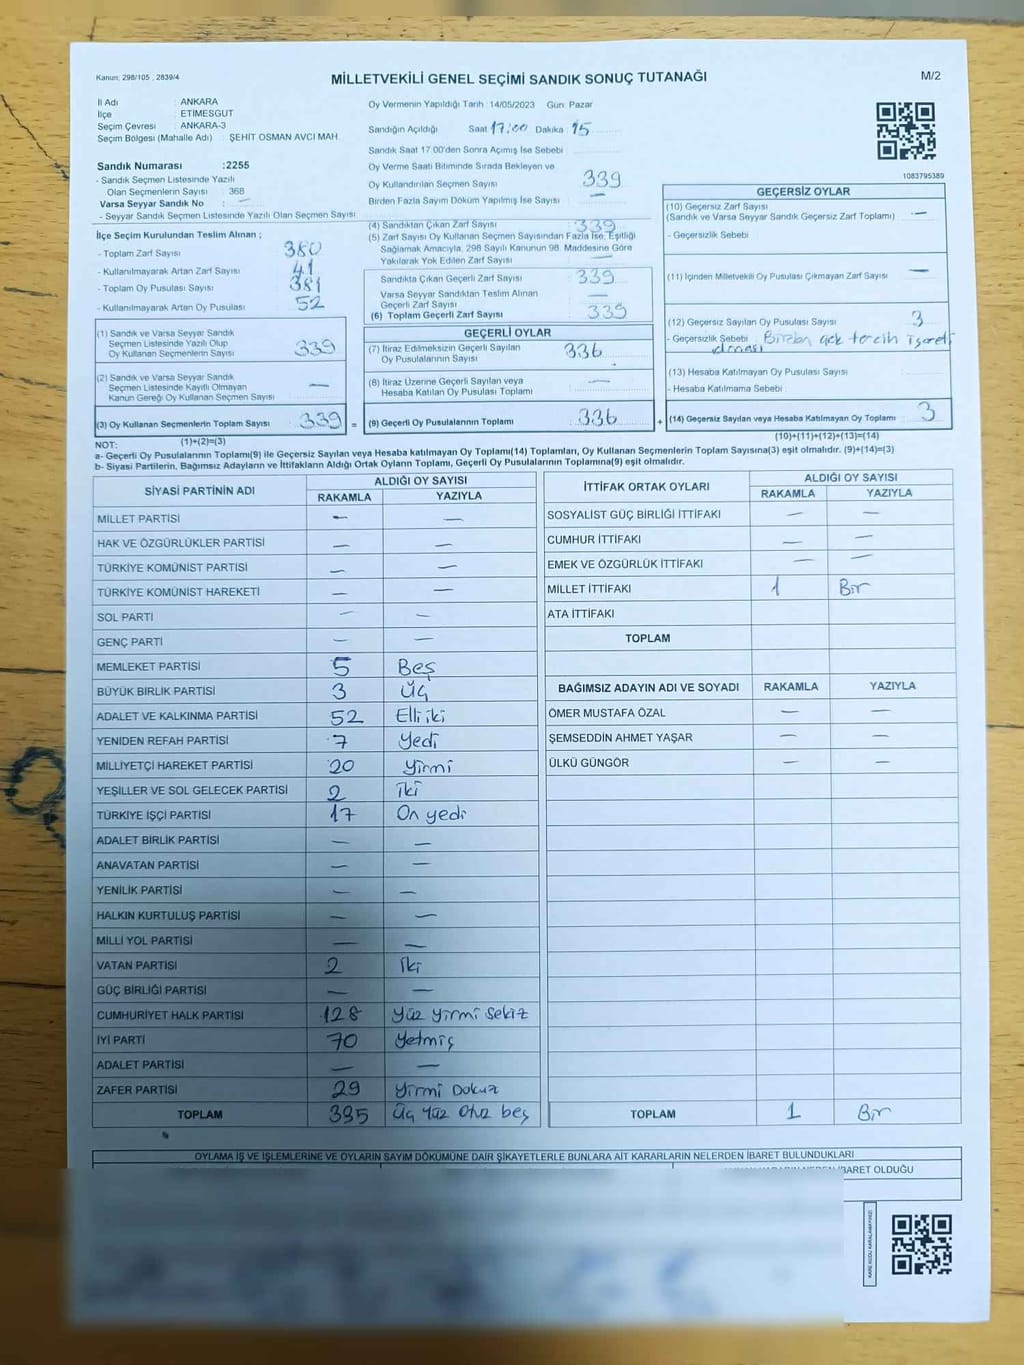 Kanun: 298/105 , 2839/4
MİLLETVEKİLİ GENEL SEÇİMİ SANDIK SONUÇ TUTANAĞI
M/2
İl Adı : ANKARA
İlçe : ETİMESGUT
Seçim Çevresi : ANKARA-3
Seçim Bölgesi (Mahalle Adı) : ŞEHİT OSMAN AVCI MAH.
Sandık Numarası :2255
- Sandık Seçmen Listesinde Yazılı
Olan Seçmenlerin Sayısı : 368
Varsa Seyyar Sandık No : —
- Seyyar Sandık Seçmen Listesinde Yazılı Olan Seçmen Sayısı
İlçe Seçim Kurulundan Teslim Alınan ;
- Toplam Zarf Sayısı 380
- Kullanılmayarak Artan Zarf Sayısı 41
- Toplam Oy Pusulası Sayısı 381
- Kullanılmayarak Artan Oy Pusulası 52
(1) Sandık ve Varsa Seyyar Sandık
Seçmen Listesinde Yazılı Olup
Oy Kullanan Seçmenlerin Sayısı 339
(2) Sandık ve Varsa Seyyar Sandık
Seçmen Listesinde Kayıtlı Olmayan
Kanun Gereği Oy Kullanan Seçmen Sayısı —
(3) Oy Kullanan Seçmenlerin Toplam Sayısı 339 =
(1)+(2)=(3)
Oy Vermenin Yapıldığı Tarih 14/05/2023 Gün: Pazar
Sandığın Açıldığı Saat 17:00 Dakika 15
Sandık Saat 17.00'den Sonra Açımış İse Sebebi
Oy Verme Saati Bitiminde Sırada Bekleyen ve
Oy Kullandırılan Seçmen Sayısı 339
Birden Fazla Sayım Döküm Yapılmış İse Sayısı —
(4) Sandıktan Çıkan Zarf Sayısı : 339
(5) Zarf Sayısı Oy Kullanan Seçmen Sayısından Fazla İse, Eşitliği
Sağlamak Amacıyla, 298 Sayılı Kanunun 98. Maddesine Göre
Yakılarak Yok Edilen Zarf Sayısı —
Sandıkta Çıkan Geçerli Zarf Sayısı 339
Varsa Seyyar Sandıktan Teslim Alınan
Geçerli Zarf Sayısı —
(6) Toplam Geçerli Zarf Sayısı 339
GEÇERLİ OYLAR
(7) İtiraz Edilmeksizin Geçerli Sayılan
Oy Pusulalarının Sayısı 336
(8) İtiraz Üzerine Geçerli Sayılan veya
Hesaba Katılan Oy Pusulası Toplamı —
(9) Geçerli Oy Pusulalarının Toplamı 336 +
1083795389
GEÇERSİZ OYLAR
(10) Geçersiz Zarf Sayısı
(Sandık ve Varsa Seyyar Sandık Geçersiz Zarf Toplamı) —
- Geçersizlik Sebebi
(11) İçinden Milletvekili Oy Pusulası Çıkmayan Zarf Sayısı —
(12) Geçersiz Sayılan Oy Pusulası Sayısı 3
- Geçersizlik Sebebi Birden çok tercih işareti
olması
(13) Hesaba Katılmayan Oy Pusulası Sayısı :
- Hesaba Katılmama Sebebi :
(14) Geçersiz Sayılan veya Hesaba Katılmayan Oy Toplamı 3
(10)+(11)+(12)+(13)=(14)
NOT:
a- Geçerli Oy Pusulalarının Toplamı(9) ile Geçersiz Sayılan veya Hesaba katılmayan Oy Toplamı(14) Toplamları, Oy Kullanan Seçmenlerin Toplam Sayısına(3) eşit olmalıdır. (9)+(14)=(3)
b- Siyasi Partilerin, Bağımsız Adayların ve İttifakların Aldığı Ortak Oyların Toplamı, Geçerli Oy Pusulalarının Toplamına(9) eşit olmalıdır.
SİYASİ PARTİNİN ADI ALDIĞI OY SAYISI
RAKAMLA YAZIYLA
MİLLET PARTİSİ — —
HAK VE ÖZGÜRLÜKLER PARTİSİ — —
TÜRKİYE KOMÜNİST PARTİSİ — —
TÜRKİYE KOMÜNİST HAREKETİ — —
SOL PARTİ — —
GENÇ PARTİ — —
MEMLEKET PARTİSİ 5 Beş
BÜYÜK BİRLİK PARTİSİ 3 Üç
ADALET VE KALKINMA PARTİSİ 52 Elli iki
YENİDEN REFAH PARTİSİ 7 Yedi
MİLLİYETÇİ HAREKET PARTİSİ 20 Yirmi
YEŞİLLER VE SOL GELECEK PARTİSİ 2 iki
TÜRKİYE İŞÇİ PARTİSİ 17 On yedi
ADALET BİRLİK PARTİSİ — —
ANAVATAN PARTİSİ — —
YENİLİK PARTİSİ — —
HALKIN KURTULUŞ PARTİSİ — —
MİLLİ YOL PARTİSİ — —
VATAN PARTİSİ 2 İki
GÜÇ BİRLİĞİ PARTİSİ — —
CUMHURİYET HALK PARTİSİ 128 Yüz yirmi sekiz
İYİ PARTİ 70 Yetmiş
ADALET PARTİSİ — —
ZAFER PARTİSİ 29 Yirmi Dokuz
TOPLAM 335 Üç Yüz Otuz beş
İTTİFAK ORTAK OYLARI ALDIĞI OY SAYISI
RAKAMLA YAZIYLA
SOSYALİST GÜÇ BİRLİĞİ İTTİFAKI — —
CUMHUR İTTİFAKI — —
EMEK VE ÖZGÜRLÜK İTTİFAKI — —
MİLLET İTTİFAKI 1 Bir
ATA İTTİFAKI
TOPLAM
BAĞIMSIZ ADAYIN ADI VE SOYADI RAKAMLA YAZIYLA
ÖMER MUSTAFA ÖZAL — —
ŞEMSEDDİN AHMET YAŞAR — —
ÜLKÜ GÜNGÖR — —
TOPLAM 1 Bir
OYLAMA İŞ VE İŞLEMLERİNE VE OYLARIN SAYIM DÖKÜMÜNE DAİR ŞİKAYETLERLE BUNLARA AİT KARARLARIN NELERDEN İBARET BULUNDUKLARI
İBARET OLDUĞU
KARE KODU KARALAMAYINIZ!